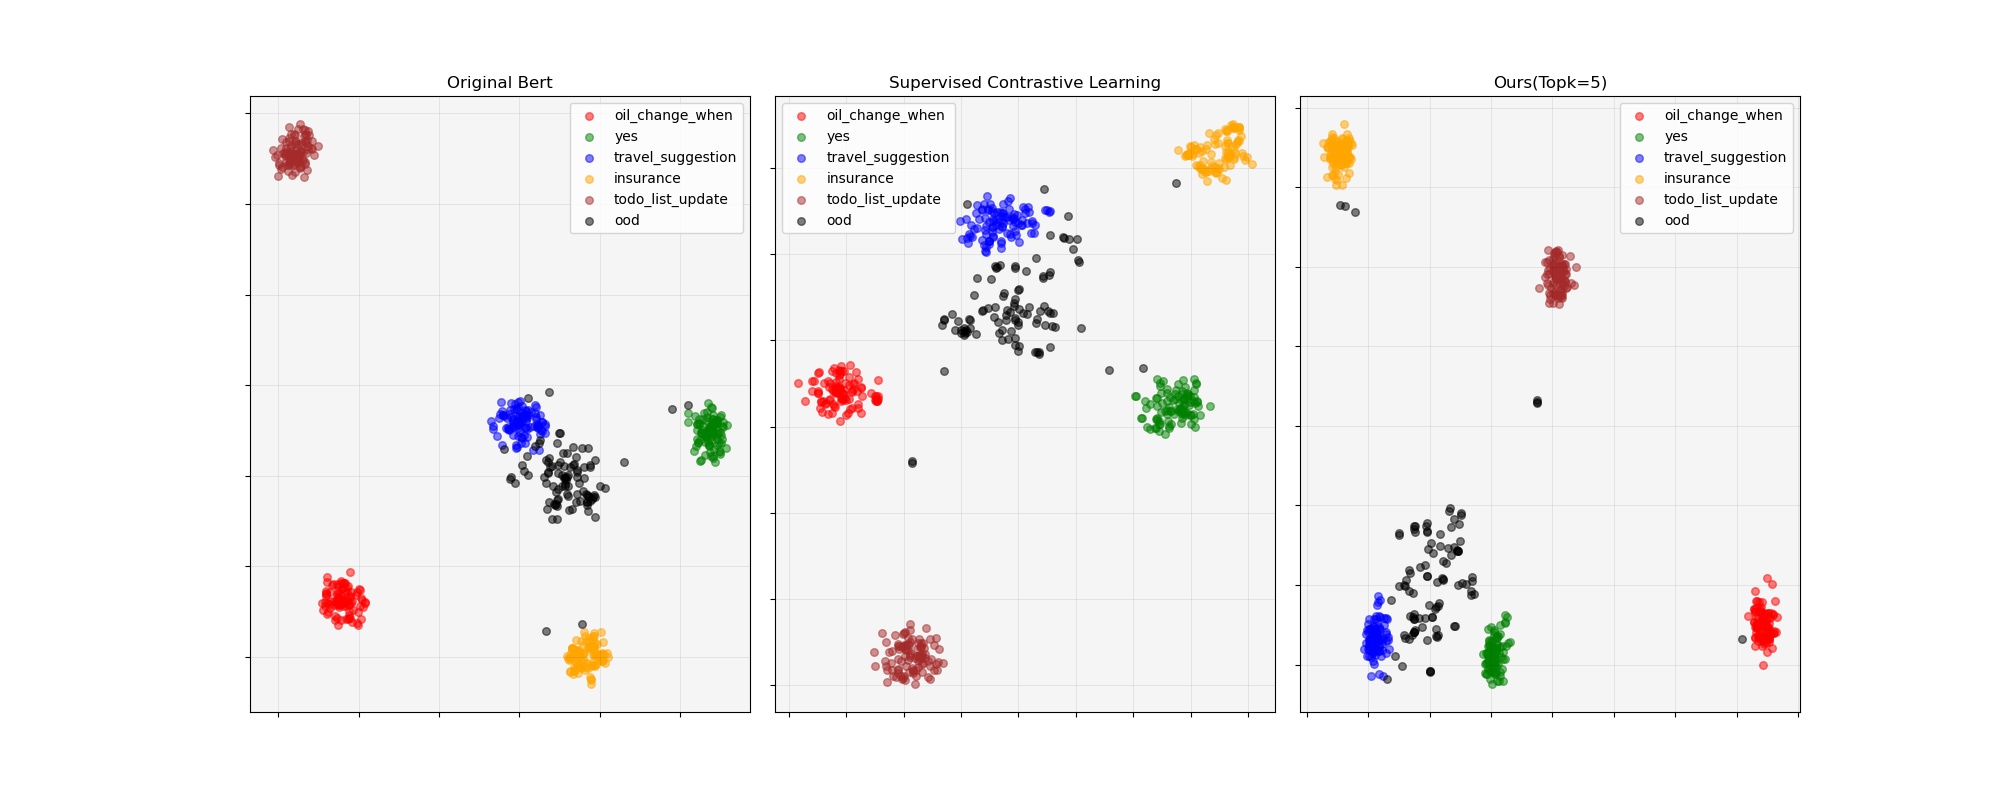 Original Bert
oil_change_when
yes
travel_suggestion
insurance
todo_list_update
ood
Supervised Contrastive Learning
oil_change_when
yes
travel_suggestion
insurance
todo_list_update
ood
Ours(Topk=5)
oil_change_when
yes
travel_suggestion
insurance
todo_list_update
ood